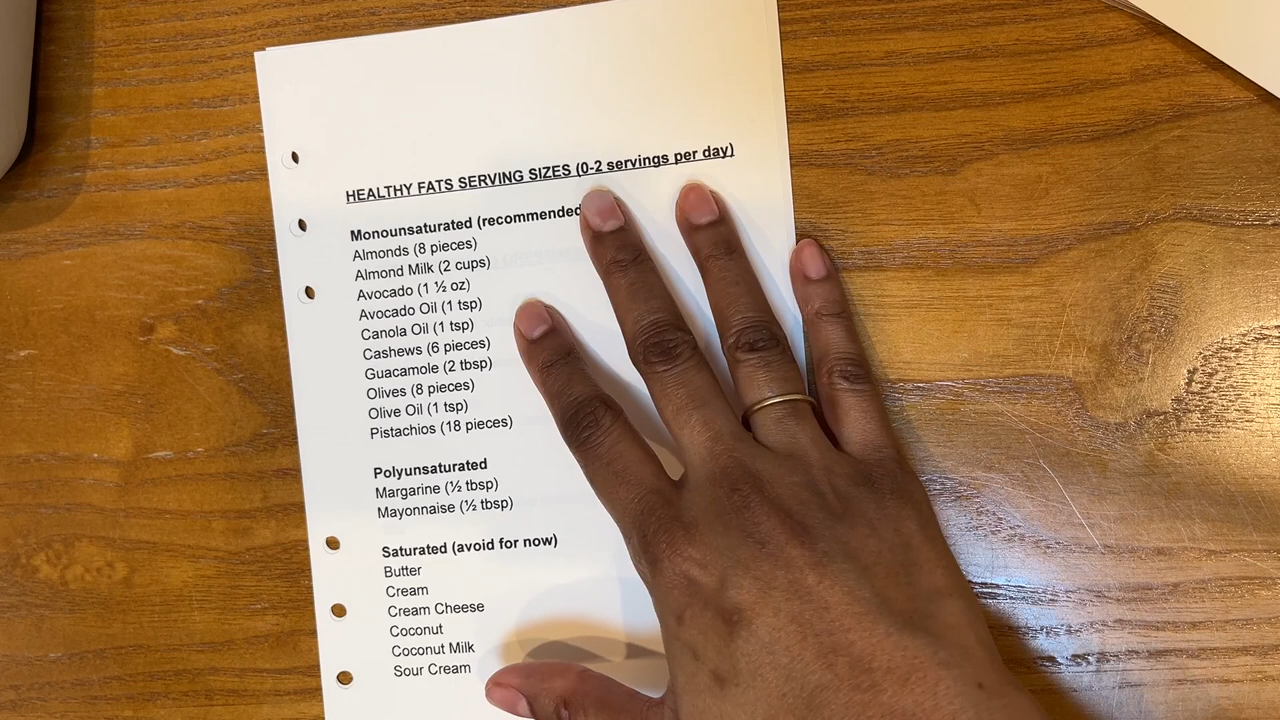 HEALTHY FATS SERVING SIZES (0-2 servings per day)
Monounsaturated (recommended
Almonds (8 pieces)
Almond Milk (2 cups)
Avocado (1 ½ oz)
Avocado Oil (1 tsp)
Canola Oil (1 tsp)
Cashews (6 pieces)
Guacamole (2 tbsp)
Olives (8 pieces)
Olive Oil (1 tsp)
Pistachios (18 pieces)
Polyunsaturated
Margarine (½ tbsp)
Mayonnaise (½ tbsp)
Saturated (avoid for now)
Butter
Cream
Cream Cheese
Coconut
Coconut Milk
Sour Cream